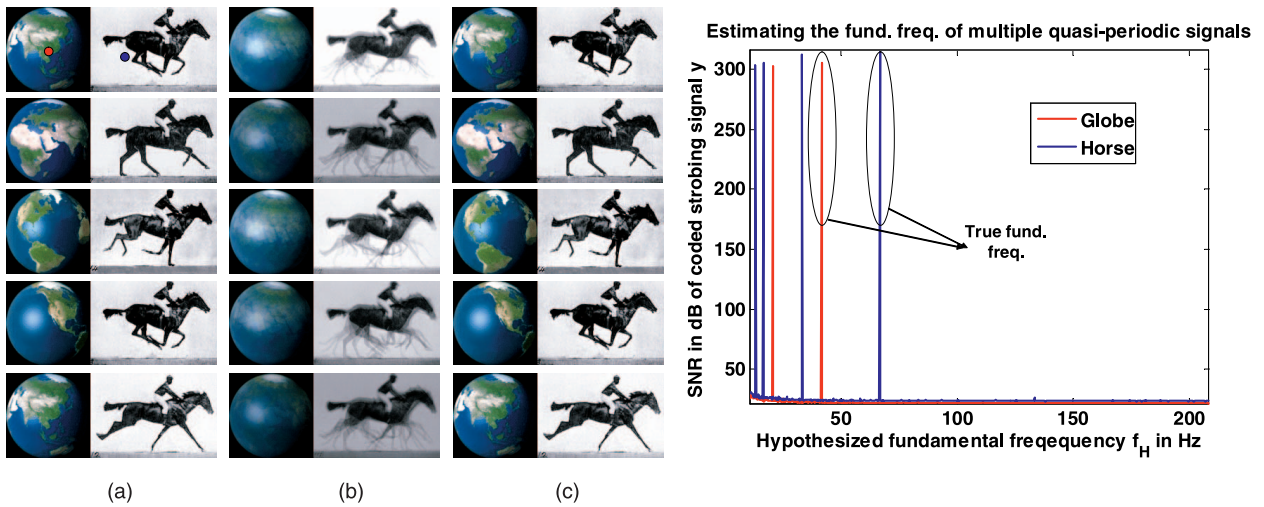 Estimating the fund. freq. of multiple quasi-periodic signals
SNR in dB of coded strobing signal y
300
250
200
150
100
50
Globe
Horse
True fund.
freq.
50
100
150
200
Hypothesized fundamental freqequency f_H in Hz
(a)
(b)
(c)